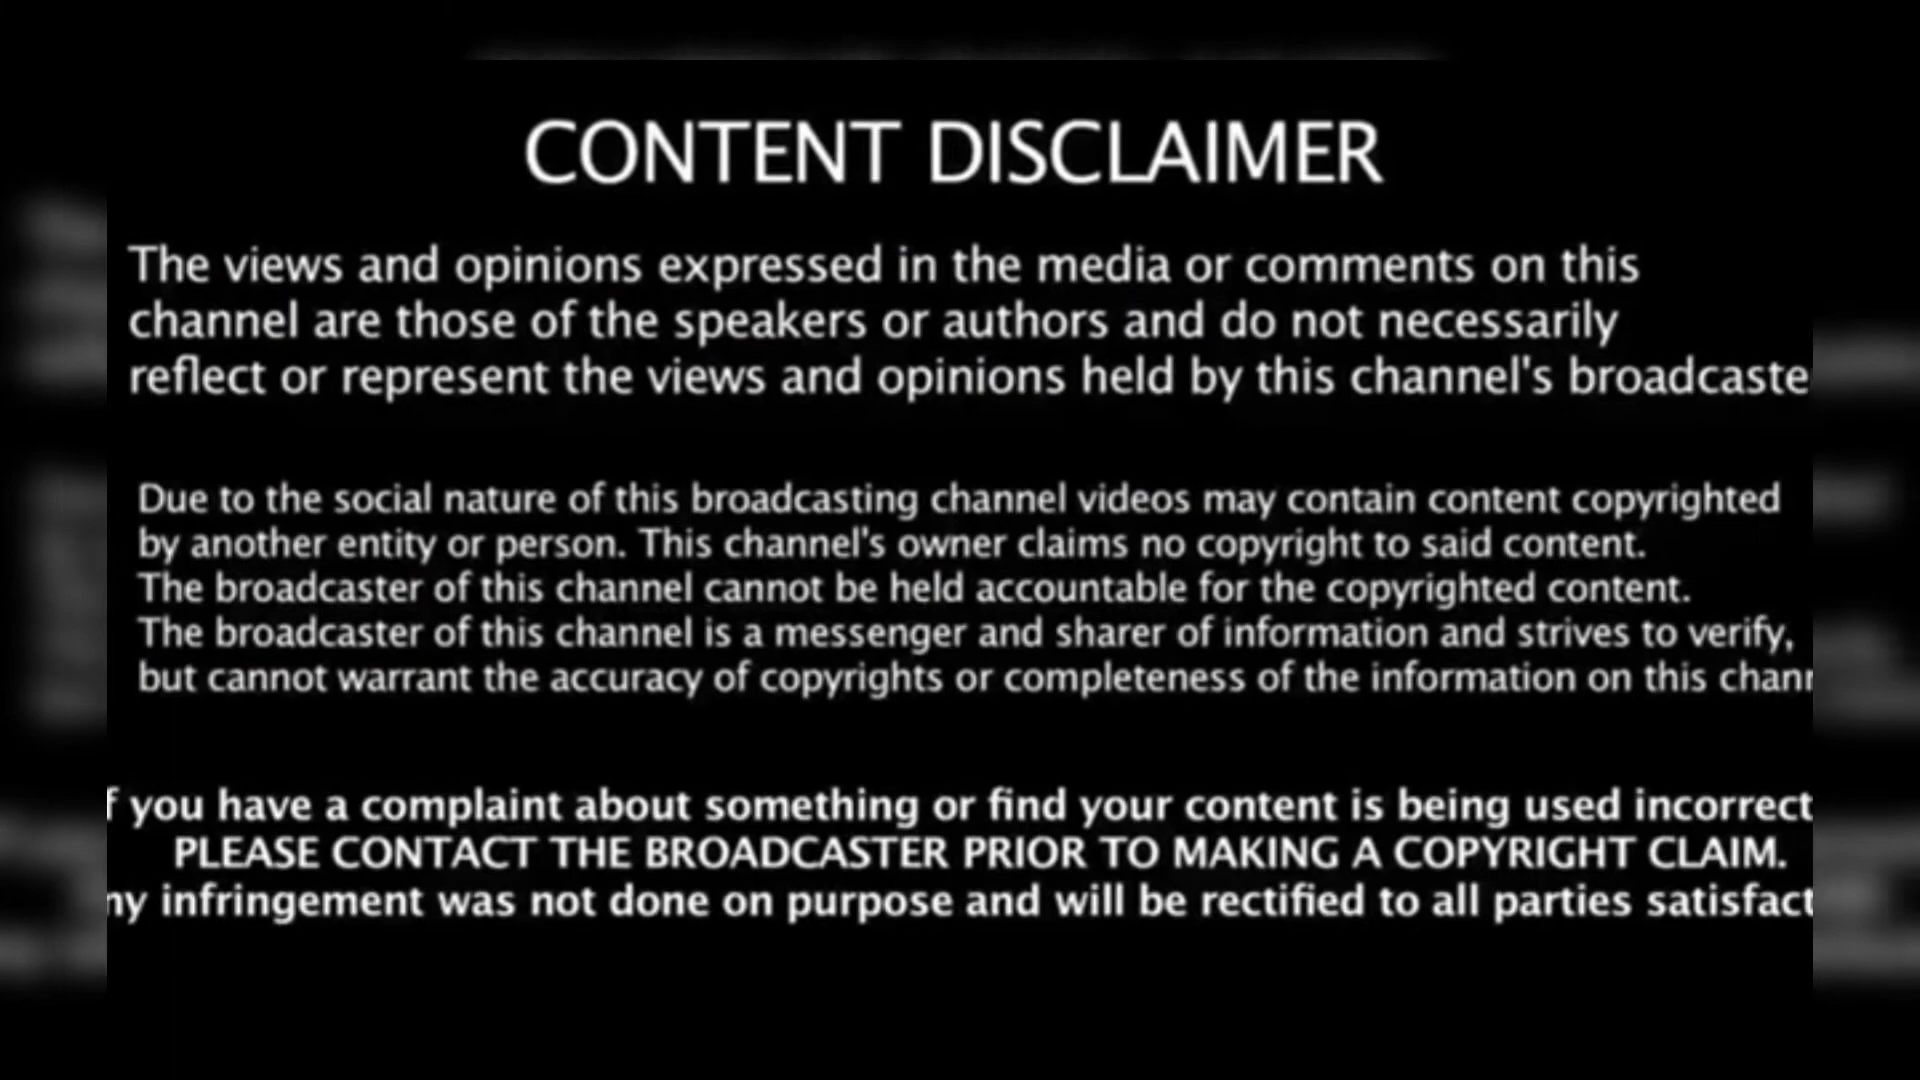 CONTENT DISCLAIMER
The views and opinions expressed in the media or comments on this
channel are those of the speakers or authors and do not necessarily
reflect or represent the views and opinions held by this channel's broadcaste
Due to the social nature of this broadcasting channel videos may contain content copyrighted
by another entity or person. This channel's owner claims no copyright to said content.
The broadcaster of this channel cannot be held accountable for the copyrighted content.
The broadcaster of this channel is a messenger and sharer of information and strives to verify,
but cannot warrant the accuracy of copyrights or completeness of the information on this chann
f you have a complaint about something or find your content is being used incorrect
PLEASE CONTACT THE BROADCASTER PRIOR TO MAKING A COPYRIGHT CLAIM.
ny infringement was not done on purpose and will be rectified to all parties satisfact